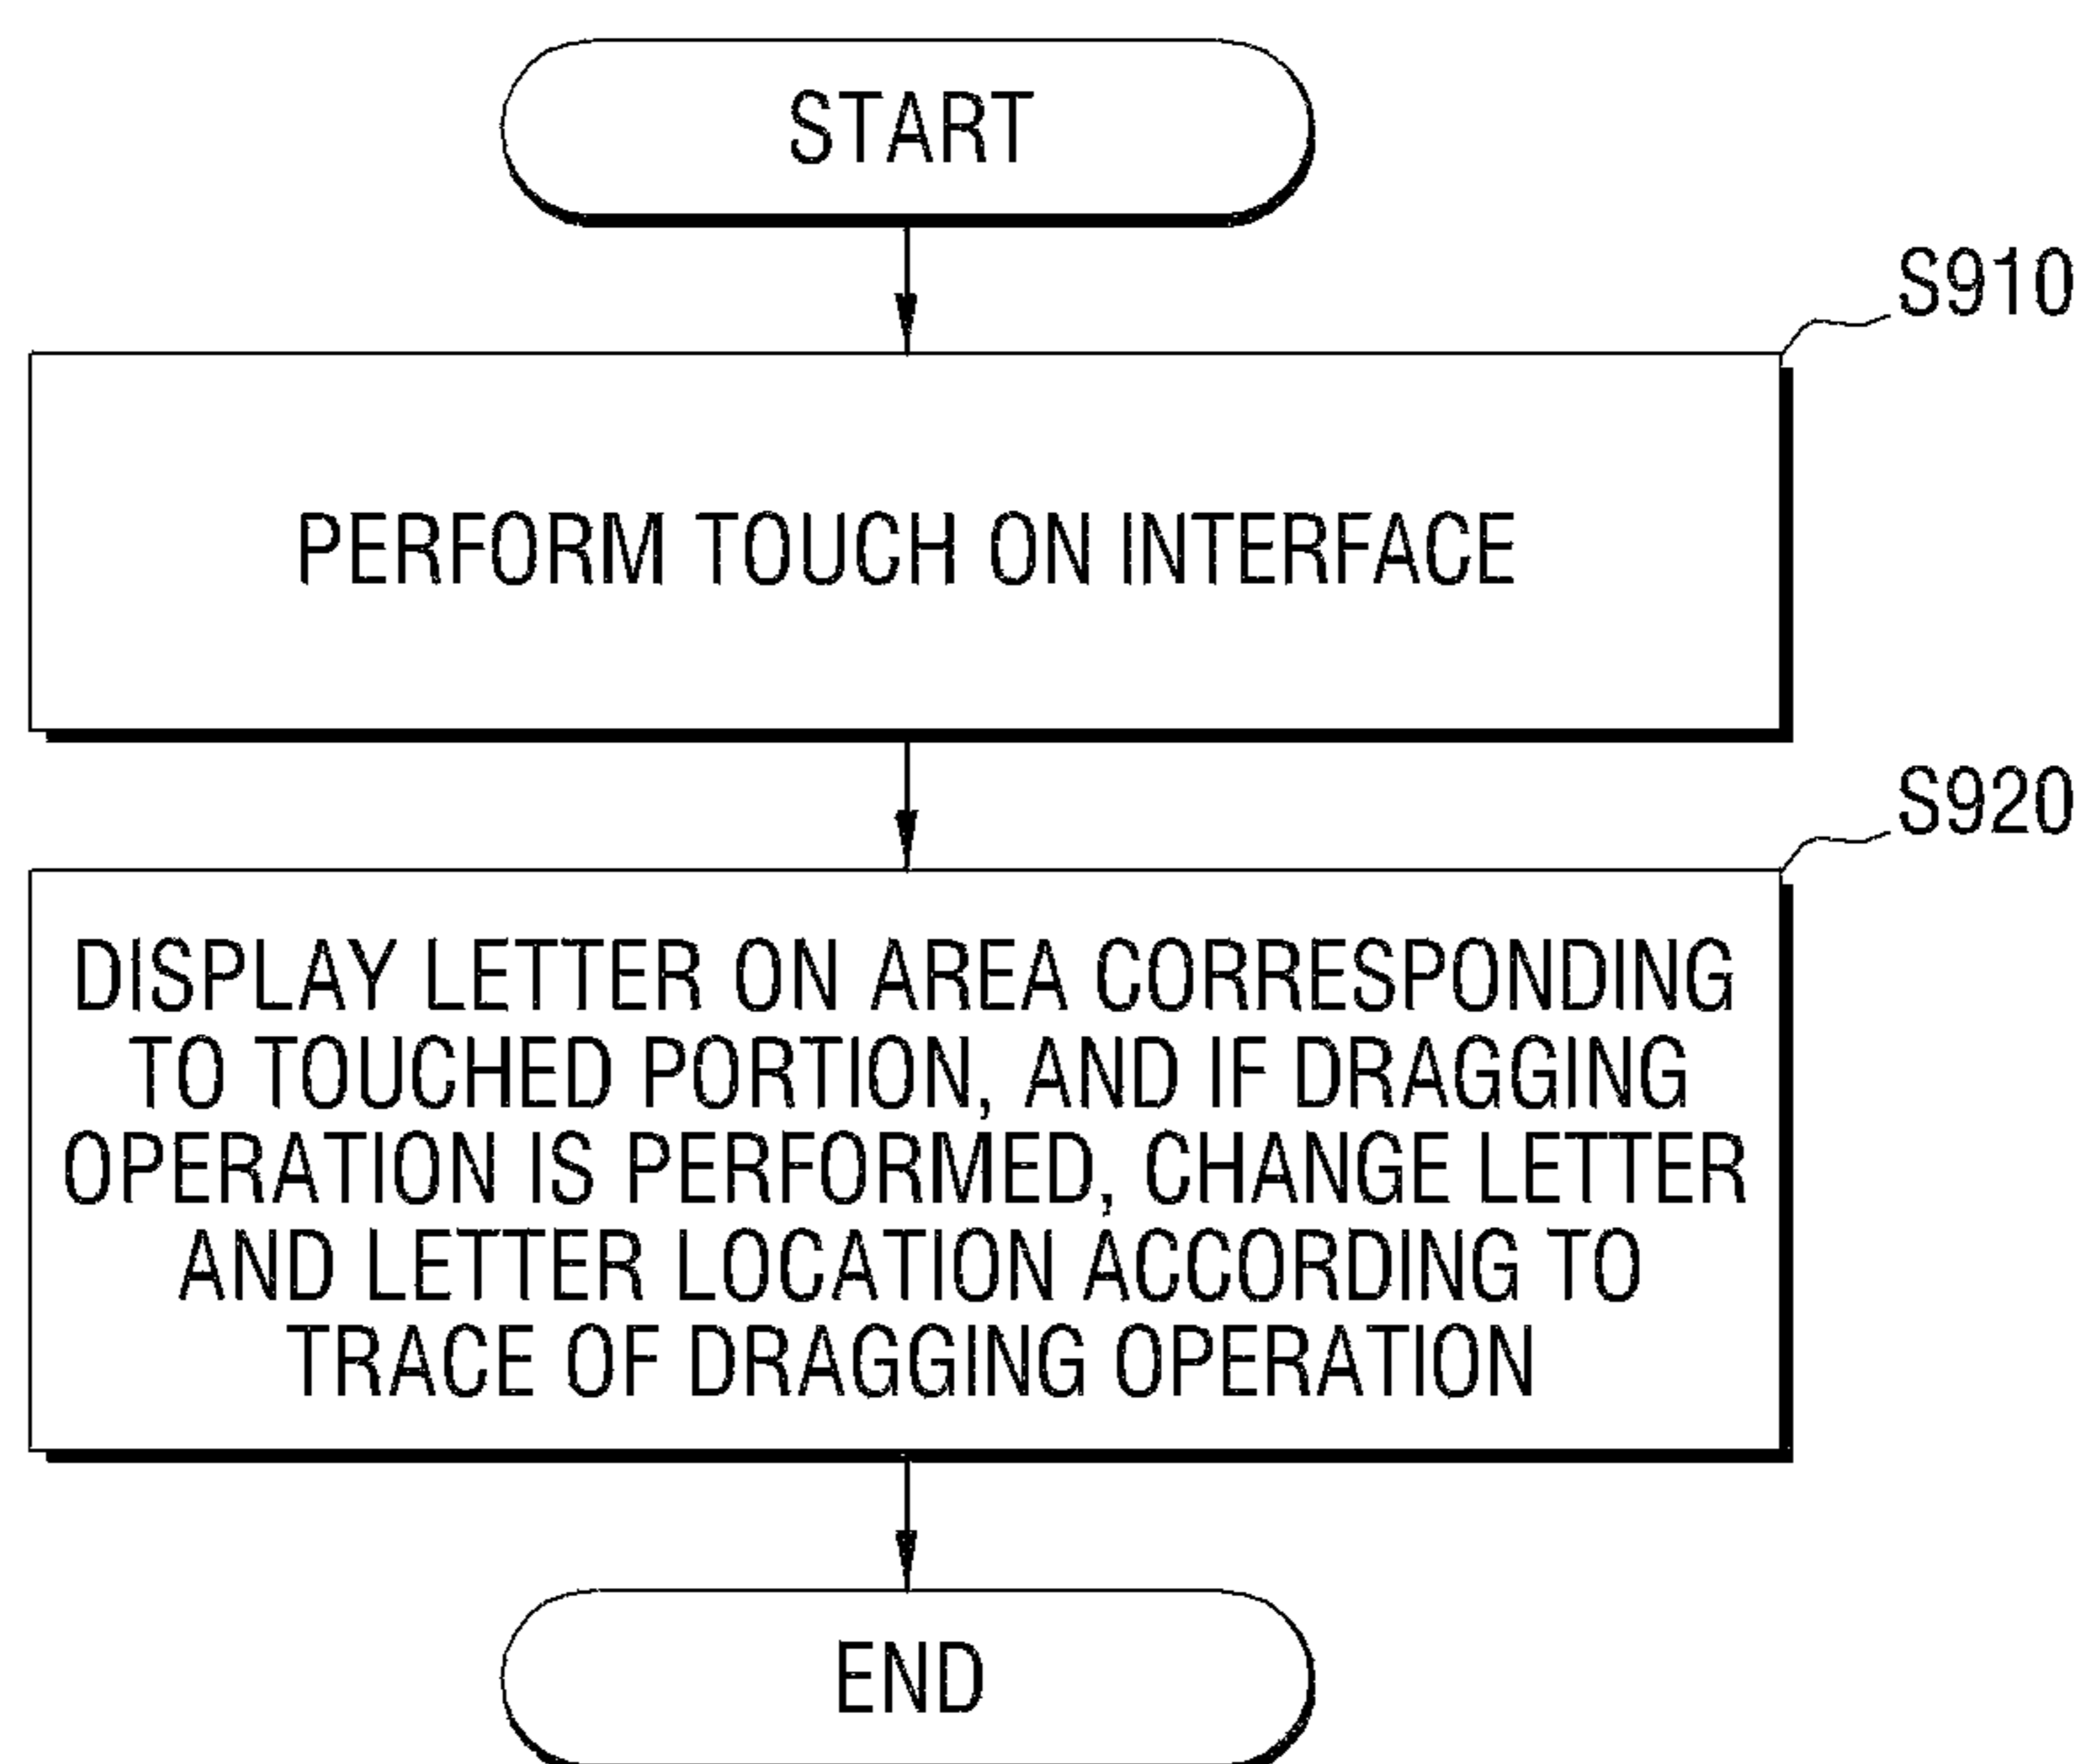 START
S910
PERFORM TOUCH ON INTERFACE
S920
DISPLAY LETTER ON AREA CORRESPONDING
TO TOUCHED PORTION, AND IF DRAGGING
OPERATION IS PERFORMED, CHANGE LETTER
AND LETTER LOCATION ACCORDING TO
TRACE OF DRAGGING OPERATION
END